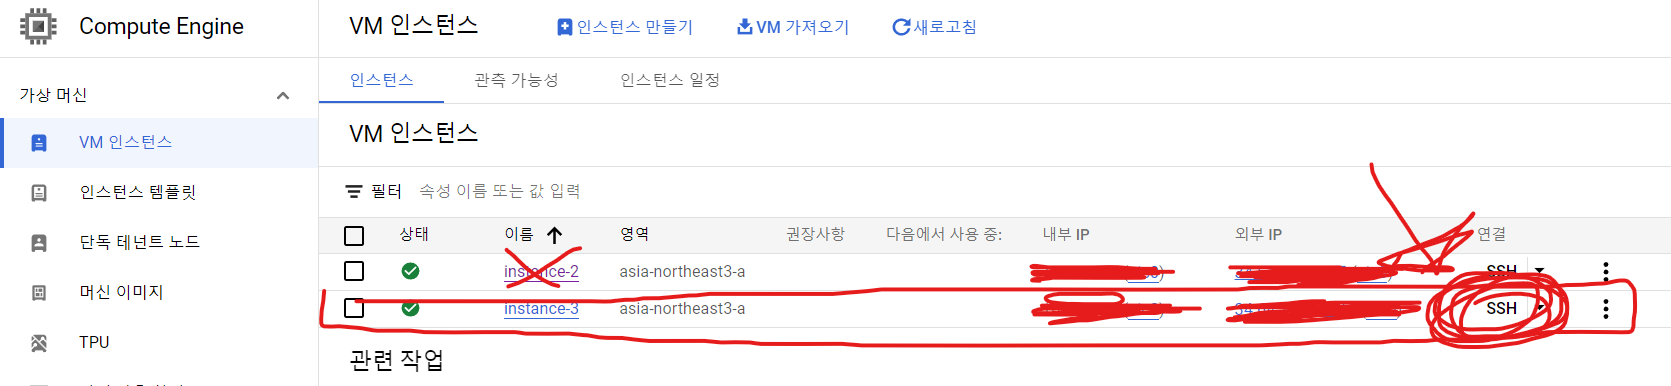 Compute Engine
VM 인스턴스
인스턴스 만들기
VM 가져오기
새로고침
가상 머신
VM 인스턴스
인스턴스 템플릿
단독 테넌트 노드
머신 이미지
TPU
인스턴스
관측 가능성
인스턴스 일정
VM 인스턴스
필터 속성 이름 또는 값 입력
상태 이름 영역 권장사항 다음에서 사용 중: 내부 IP 외부 IP 연결
instance-2 asia-northeast3-a SSH
instance-3 asia-northeast3-a SSH
관련 작업